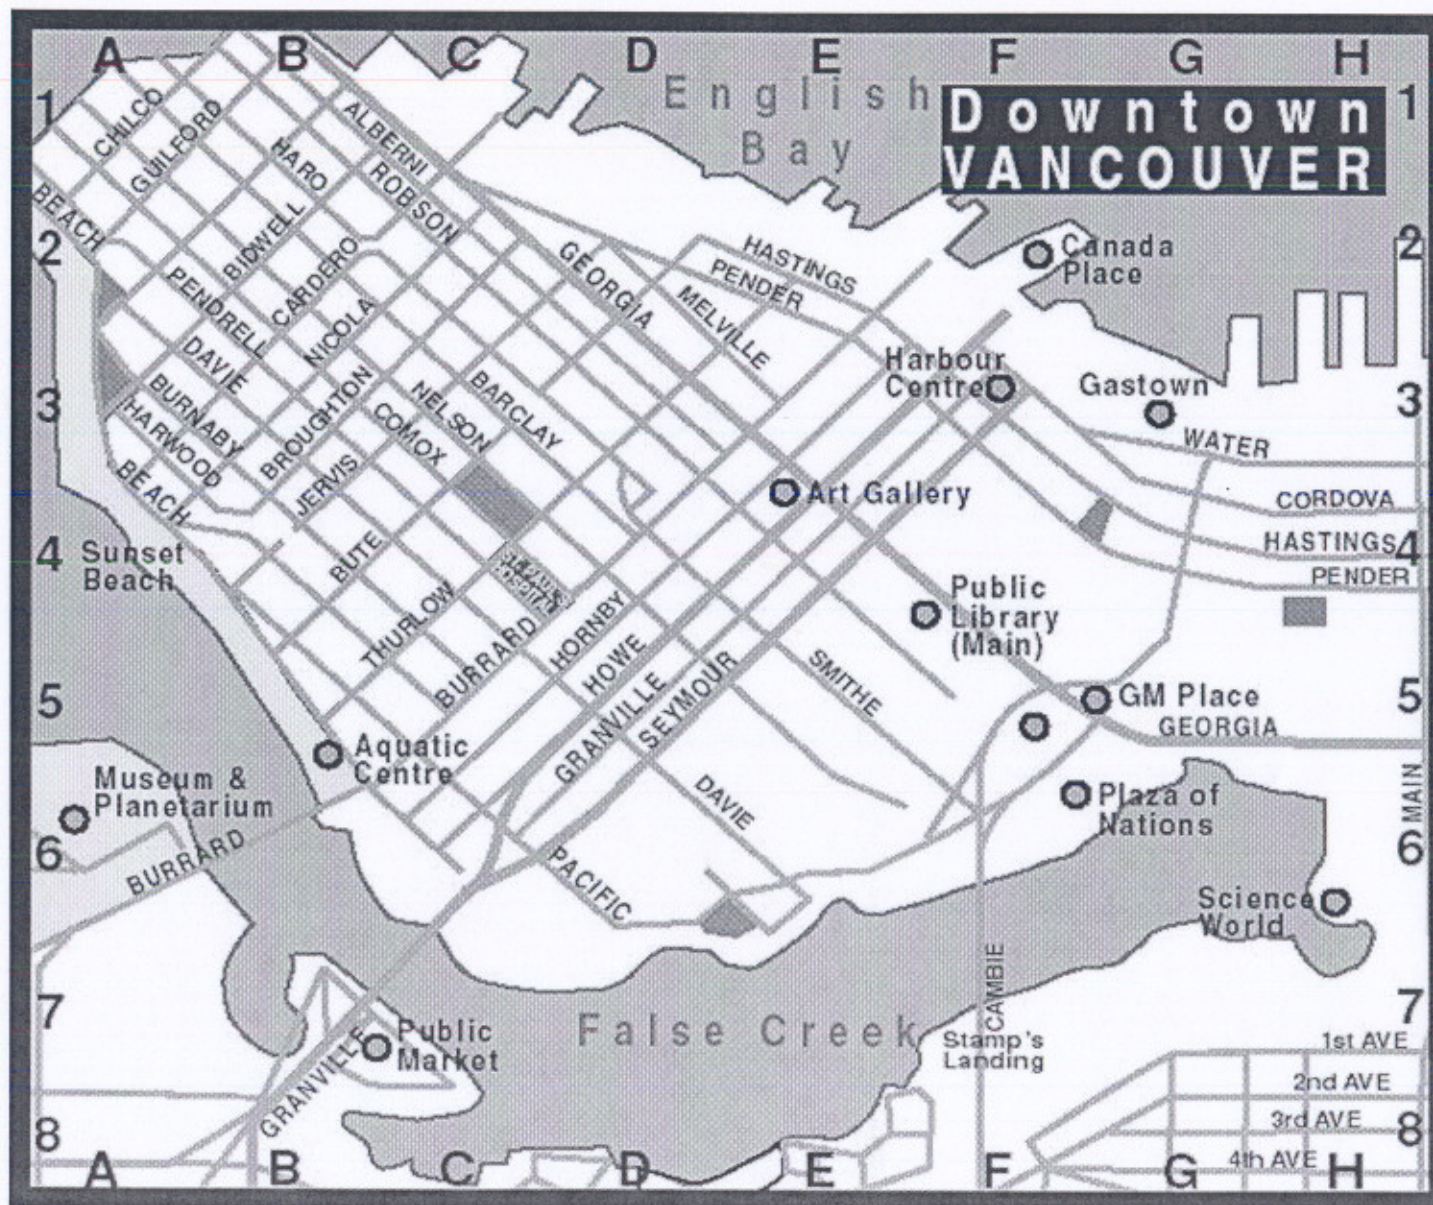 A B C D E F G H
1
1
English
Bay
Downtown
VANCOUVER
CHILCO
GUILFORD
HARO
ALBERNI
ROBSON
BEACH
2
2
BIDWELL
CARDERO
PENDRELL
NICOLA
GEORGIA
HASTINGS
PENDER
MELVILLE
Canada
Place
DAVIE
BURNABY
HARWOOD
BROUGHTON
NELSON
COMOX
BARCLAY
Harbour
Centre
Gastown
3
3
WATER
BEACH
JERVIS
Art Gallery
CORDOVA
HASTINGS
PENDER
4
4
Sunset
Beach
BUTE
THURLOW
BURRARD
HORNBY
HOWE
GRANVILLE
SEYMOUR
SMITHE
Public
Library
(Main)
5
5
GM Place
GEORGIA
Aquatic
Centre
Museum &
Planetarium
DAVIE
Plaza of
Nations
MAIN
6
6
BURRARD
PACIFIC
Science
World
CAMBIE
7
7
False Creek
Public
Market
GRANVILLE
Stamp's
Landing
1st AVE
2nd AVE
3rd AVE
4th AVE
8
8
A B C D E F G H